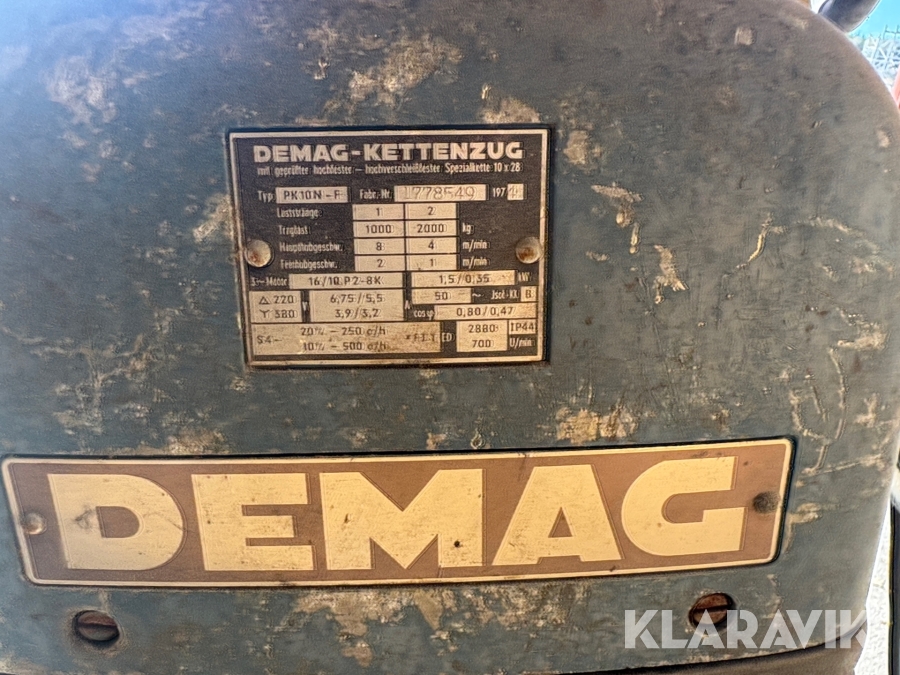 DEMAG-KETTENZUG
mit geprüfter hochfester - hochverschleißfester Spezialkette 10 x 28
Typ PK10N-F Fabr.-Nr. 1778549 197
Laststränge 1 2
Traglast 1000 2000 kg
Haupthubgeschw. 8 4 m/min
Feinhubgeschw. 2 1 m/min
3~Motor 16/10 P2-8K 1,5/0,35 kW
△ 220 V 6,75/5,5 A 50 ~ Jsol-Kl. B
Y 380 3,9/3,2 cos φ 0,80/0,47
S4- 20%-250 c/h ED 2880 IP44
10%-500 c/h 700 U/min
DEMAG
KLARAVIK